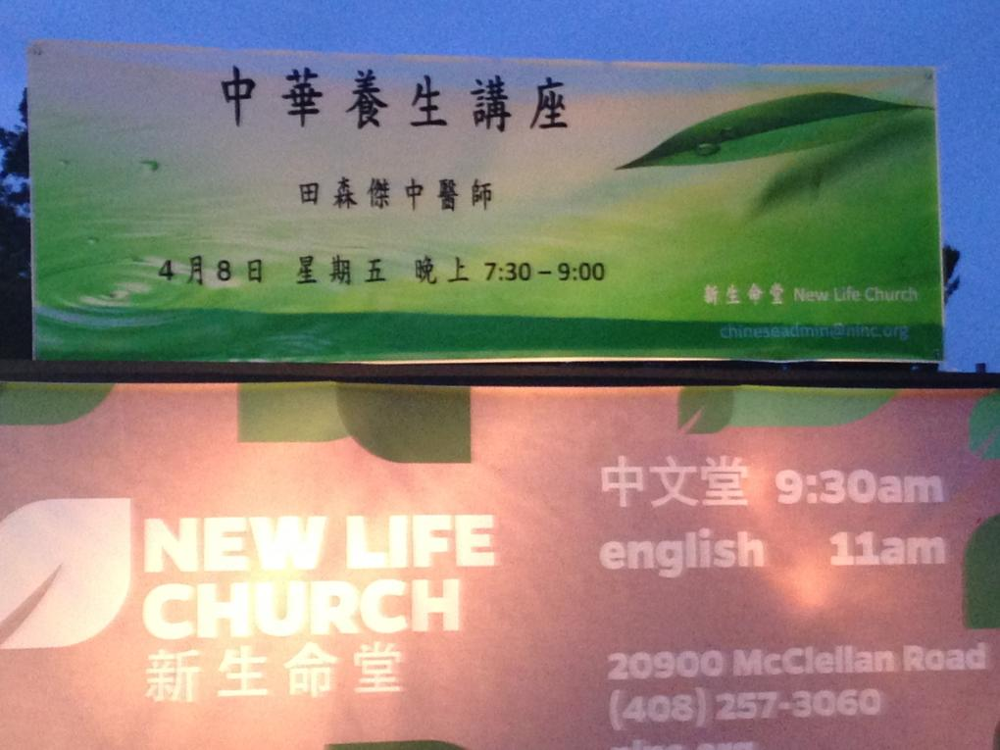 中華養生講座
田森傑中醫師
4月8日 星期五 晚上 7:30 – 9:00
新生命堂 New Life Church
chineseadmin@nlnc.org
NEW LIFE
CHURCH
新生命堂
中文堂 9:30am
english 11am
20900 McClellan Road
(408) 257-3060